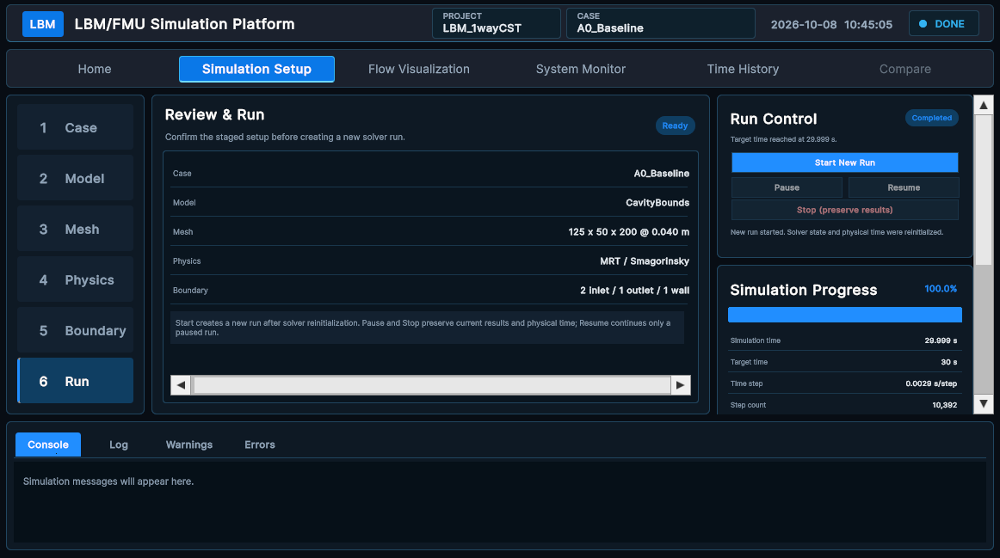 LBM
LBM/FMU Simulation Platform
PROJECT
LBM_1wayCST
CASE
A0_Baseline
2026-10-08 10:45:05
DONE
Home
Simulation Setup
Flow Visualization
System Monitor
Time History
Compare
1 Case
2 Model
3 Mesh
4 Physics
5 Boundary
6 Run
Review & Run
Confirm the staged setup before creating a new solver run.
Ready
Case A0_Baseline
Model CavityBounds
Mesh 125 x 50 x 200 @ 0.040 m
Physics MRT / Smagorinsky
Boundary 2 inlet / 1 outlet / 1 wall
Start creates a new run after solver reinitialization. Pause and Stop preserve current results and physical time; Resume continues only a
paused run.
Run Control
Completed
Target time reached at 29.999 s.
Start New Run
Pause
Resume
Stop (preserve results)
New run started. Solver state and physical time were reinitialized.
Simulation Progress
100.0%
Simulation time 29.999 s
Target time 30 s
Time step 0.0029 s/step
Step count 10,392
Console
Log
Warnings
Errors
Simulation messages will appear here.